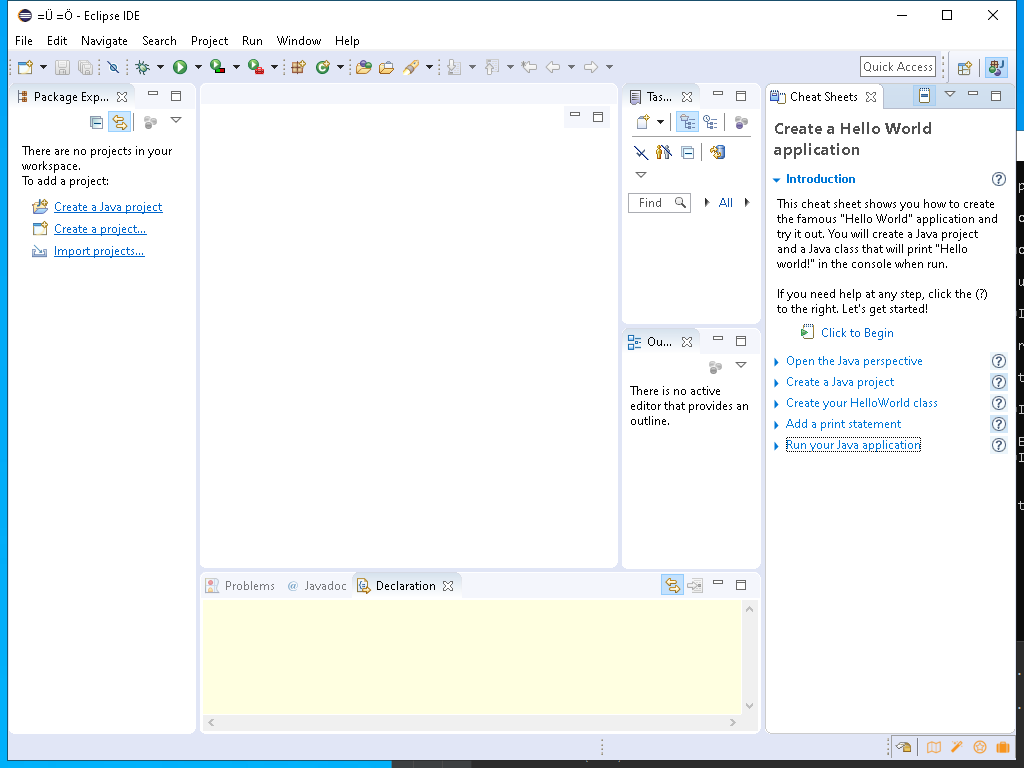 =Ü =Ö - Eclipse IDE
File Edit Navigate Search Project Run Window Help
Quick Access
Package Exp...
There are no projects in your
workspace.
To add a project:
Create a Java project
Create a project...
Import projects...
Tas...
Find
All
Ou...
There is no active
editor that provides an
outline.
Problems
@ Javadoc
Declaration
Cheat Sheets
Create a Hello World
application
Introduction
This cheat sheet shows you how to create
the famous "Hello World" application and
try it out. You will create a Java project
and a Java class that will print "Hello
world!" in the console when run.
If you need help at any step, click the (?)
to the right. Let's get started!
Click to Begin
Open the Java perspective
Create a Java project
Create your HelloWorld class
Add a print statement
Run your Java application